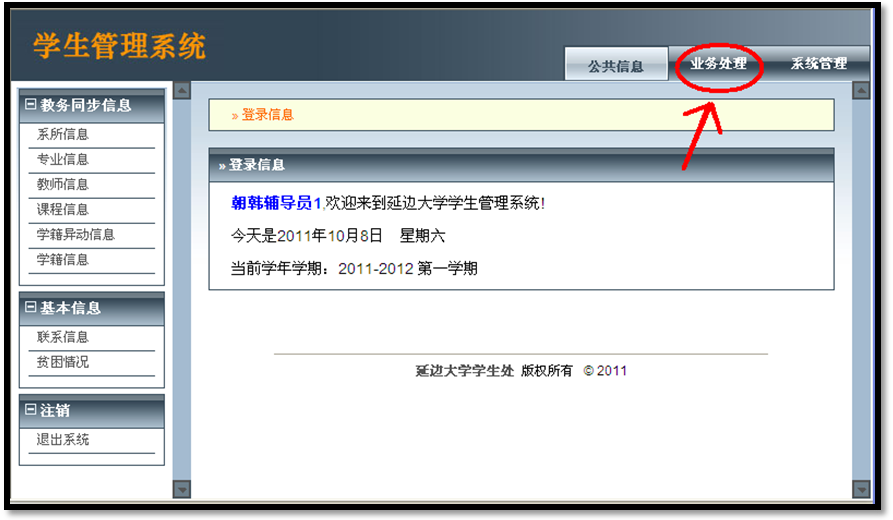 学生管理系统
公共信息
业务处理
系统管理
教务同步信息
系所信息
专业信息
教师信息
课程信息
学籍异动信息
学籍信息
基本信息
联系信息
贫困情况
注销
退出系统
» 登录信息
» 登录信息
朝韩辅导员1,欢迎来到延边大学学生管理系统!
今天是2011年10月8日 星期六
当前学年学期：2011-2012 第一学期
延边大学学生处 版权所有 © 2011